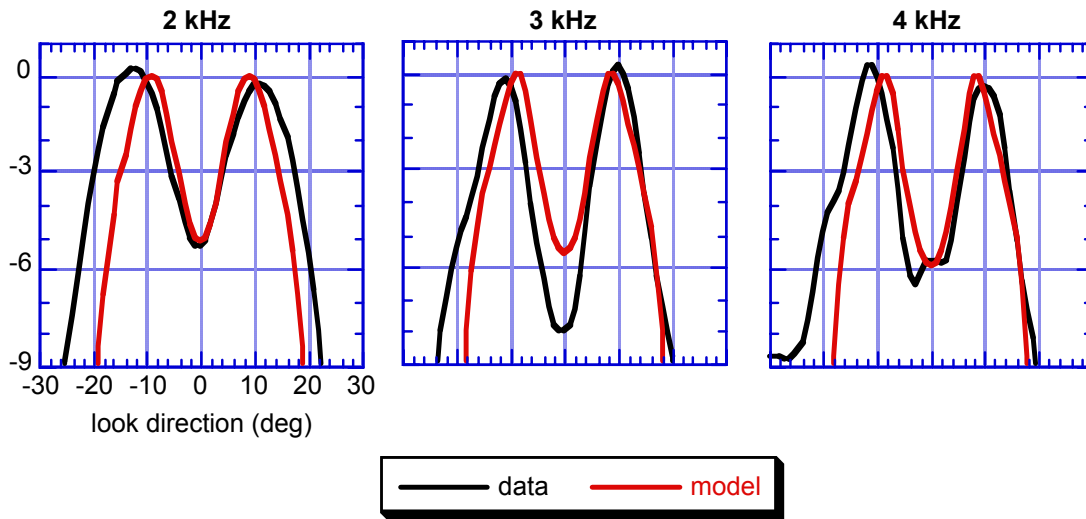 2 kHz 3 kHz 4 kHz
0
-3
-6
-9
-30 -20 -10 0 10 20 30
look direction (deg)
data model